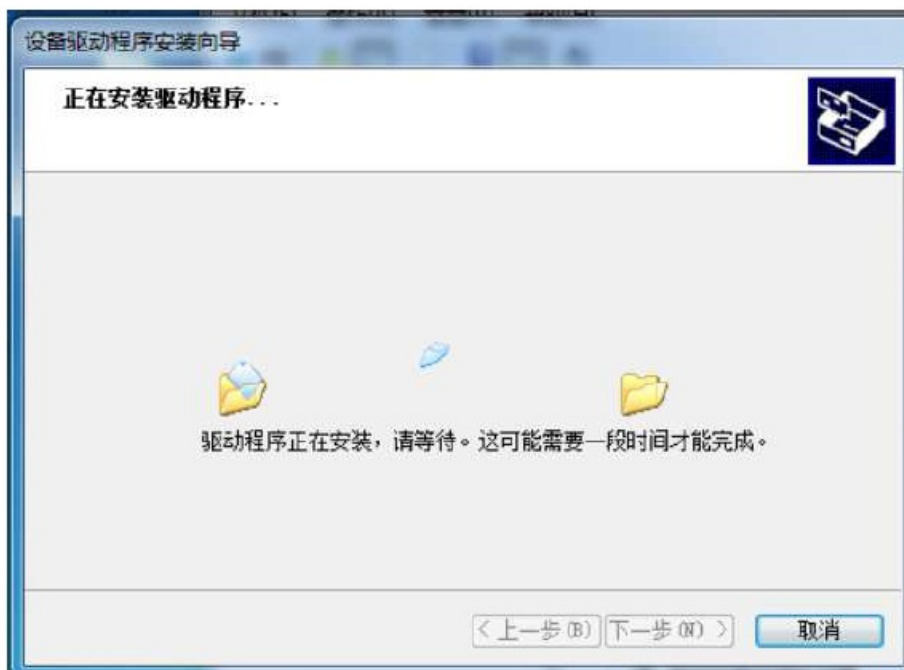 设备驱动程序安装向导
正在安装驱动程序...
驱动程序正在安装，请等待。这可能需要一段时间才能完成。
< 上一步(B)
下一步(N) >
取消